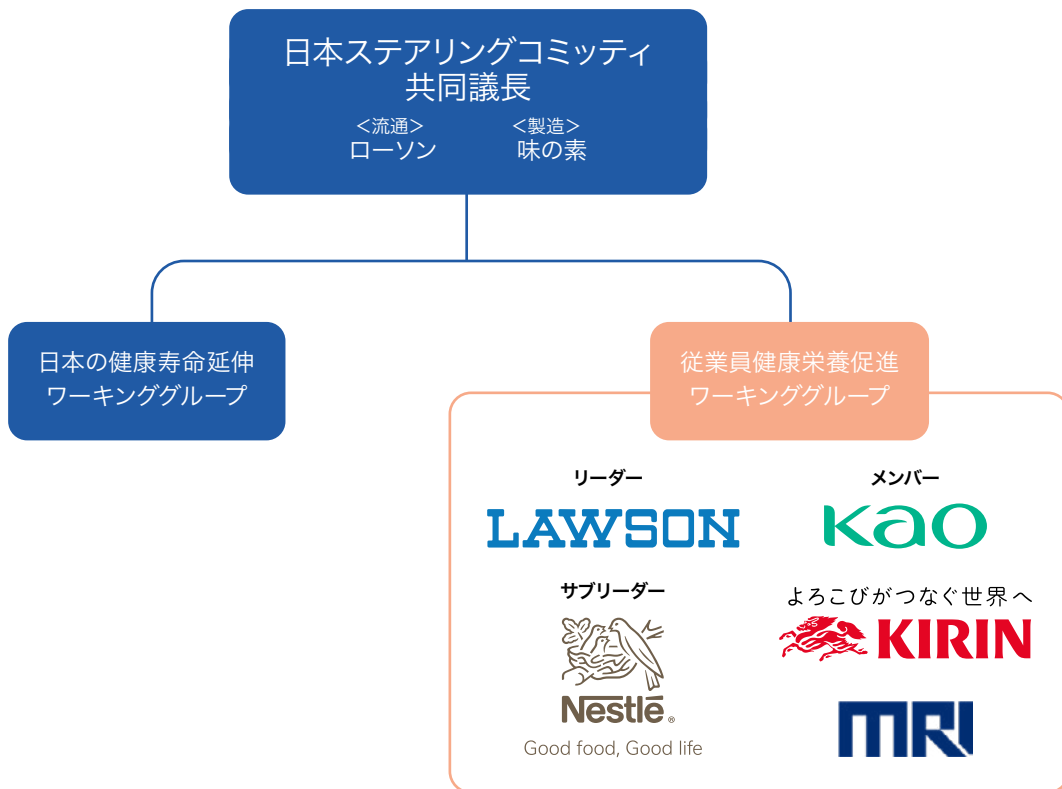 日本ステアリングコミッティ
共同議長
＜流通＞ ＜製造＞
ローソン 味の素
日本の健康寿命延伸
ワーキンググループ
従業員健康栄養促進
ワーキンググループ
リーダー
LAWSON
サブリーダー
Nestlé®
Good food, Good life
メンバー
Kao
よろこびがつなぐ世界へ
KIRIN
MRI